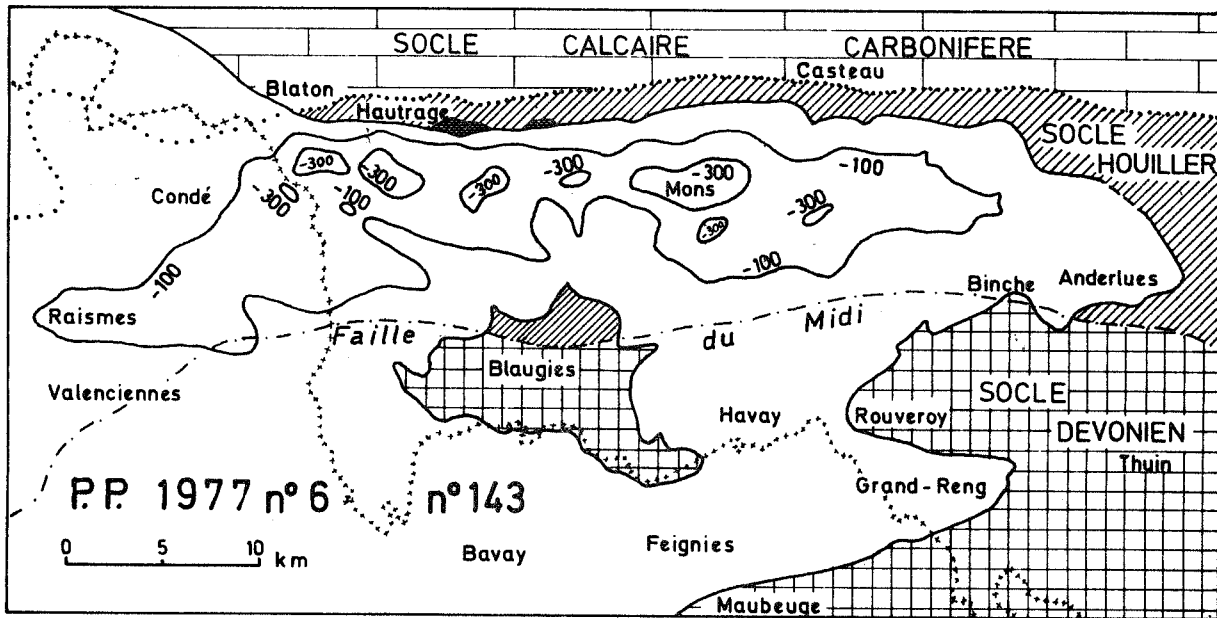 SOCLE CALCAIRE CARBONIFERE
Casteau
Blaton
Hautrage
SOCLE
HOUILLER
-300
-300
-300
-300
-300
-100
Mons
Condé
-300
-100
-300
-300
-100
-100
Binche
Anderlues
Raismes
Faille du Midi
Valenciennes
Blaugies
SOCLE
Havay
Rouveroy
DEVONIEN
Thuin
P.P. 1977 n° 6 n° 143
Grand-Reng
0 5 10
km
Bavay
Feignies
Maubeuge